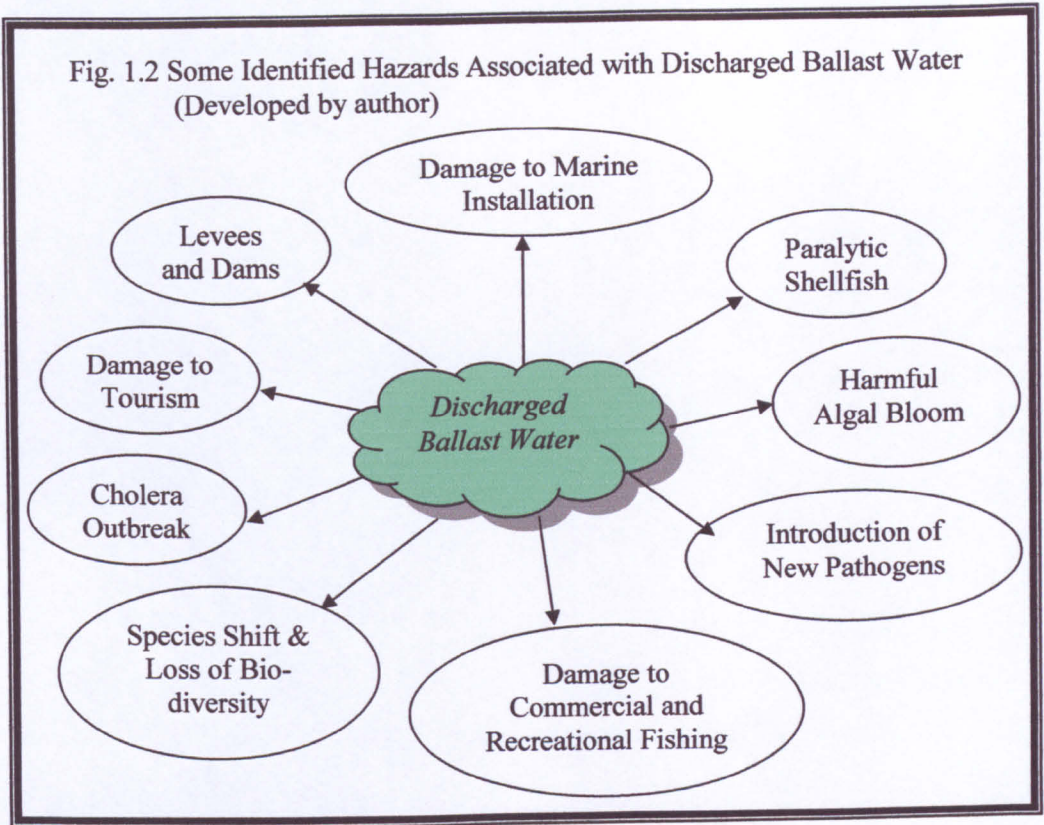 Fig. 1.2 Some Identified Hazards Associated with Discharged Ballast Water
(Developed by author)
Damage to Marine
Installation
Levees
and Dams
Paralytic
Shellfish
Damage to
Tourism
Harmful
Algal Bloom
Discharged
Ballast Water
Cholera
Outbreak
Introduction of
New Pathogens
Species Shift &
Loss of Bio-
diversity
Damage to
Commercial and
Recreational Fishing